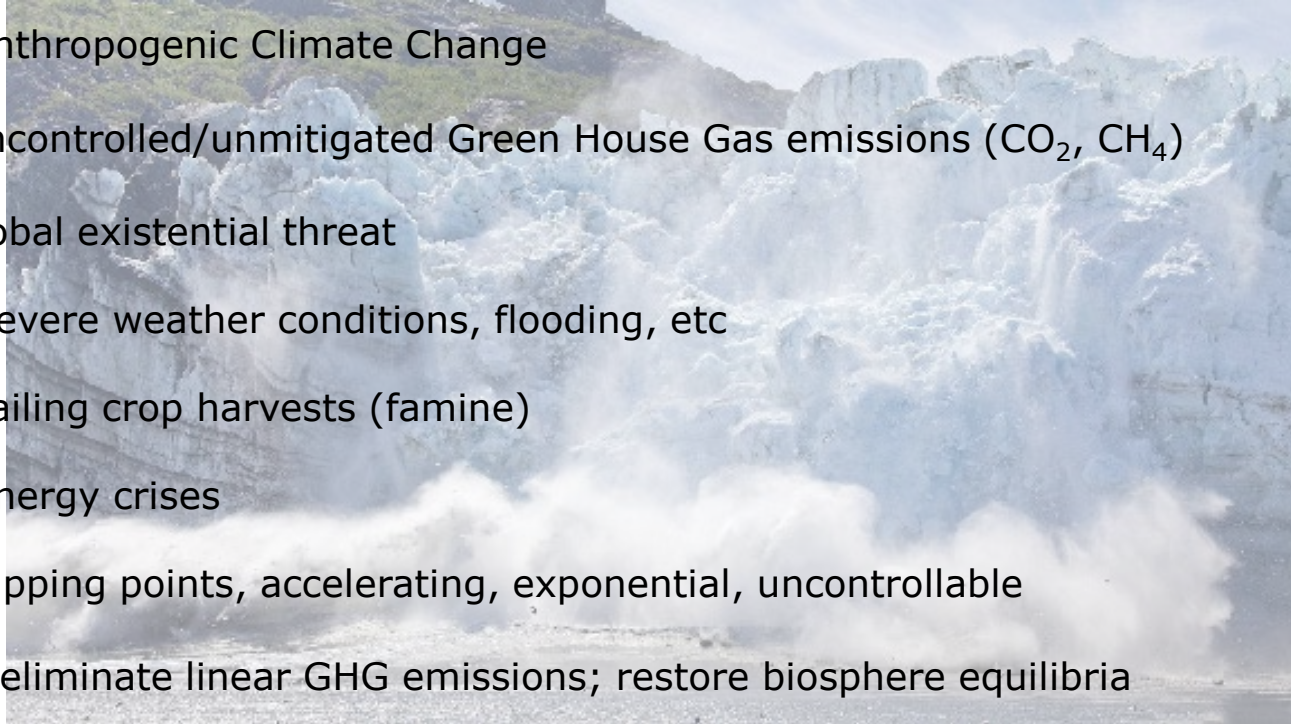 nthropogenic Climate Change
ncontrolled/unmitigated Green House Gas emissions (CO₂, CH₄)
obal existential threat
evere weather conditions, flooding, etc
ailing crop harvests (famine)
nergy crises
pping points, accelerating, exponential, uncontrollable
eliminate linear GHG emissions; restore biosphere equilibria